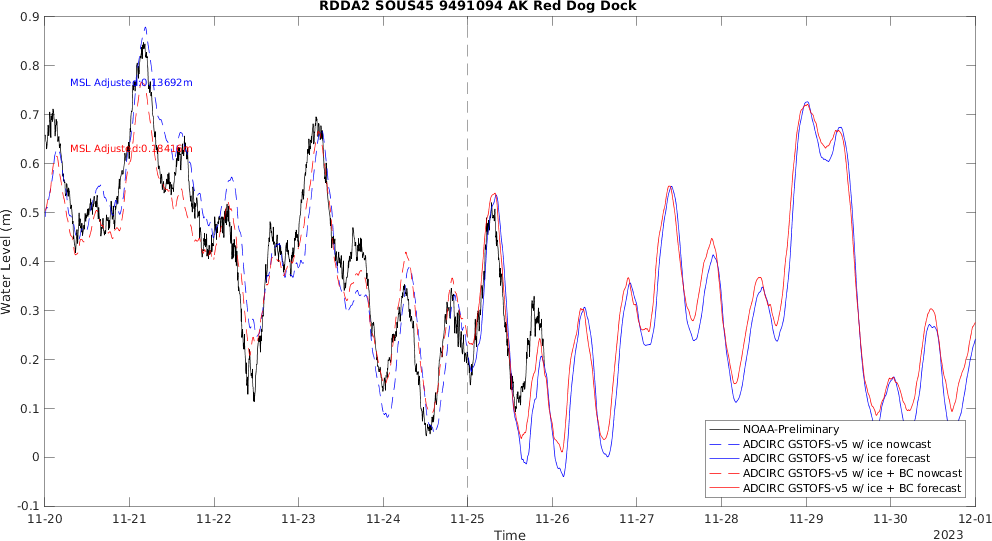 RDDA2 SOUS45 9491094 AK Red Dog Dock
0.9
0.8
0.7
0.6
0.5
0.4
0.3
0.2
0.1
0
-0.1
Water Level (m)
MSL Adjusted:0.13692m
MSL Adjusted:0.1841 m
NOAA-Preliminary
ADCIRC GSTOFS-v5 w/ ice nowcast
ADCIRC GSTOFS-v5 w/ ice forecast
ADCIRC GSTOFS-v5 w/ ice + BC nowcast
ADCIRC GSTOFS-v5 w/ ice + BC forecast
11-20 11-21 11-22 11-23 11-24 11-25 11-26 11-27 11-28 11-29 11-30 12-01
Time
2023